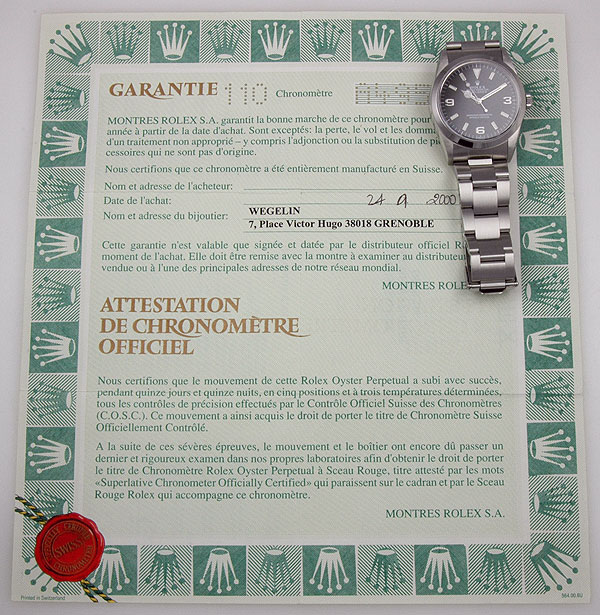 GARANTIE 110 Chronomètre
MONTRES ROLEX S.A. garantit la bonne marche de ce chronomètre pour
année à partir de la date d'achat. Sont exceptés: la perte, le vol et les domma
d'un traitement non approprié – y compris l'adjonction ou la substitution de pi
cessoires qui ne sont pas d'origine.
Nous certifions que ce chronomètre a été entièrement manufacturé en Suisse.
Nom et adresse de l'acheteur:
Date de l'achat: 24 9 2000
Nom et adresse du bijoutier: WEGELIN
7, Place Victor Hugo 38018 GRENOBLE
Cette garantie n'est valable que signée et datée par le distributeur officiel R
moment de l'achat. Elle doit être remise avec la montre à examiner au distributeur
vendue ou à l'une des principales adresses de notre réseau mondial.
MONTRES ROLEX
ATTESTATION
DE CHRONOMÈTRE
OFFICIEL
Nous certifions que le mouvement de cette Rolex Oyster Perpetual a subi avec succès,
pendant quinze jours et quinze nuits, en cinq positions et à trois températures déterminées,
tous les contrôles de précision effectués par le Contrôle Officiel Suisse des Chronomètres
(C.O.S.C.). Ce mouvement a ainsi acquis le droit de porter le titre de Chronomètre Suisse
Officiellement Contrôlé.
A la suite de ces sévères épreuves, le mouvement et le boîtier ont encore dû passer un
dernier et rigoureux examen dans nos propres laboratoires afin d'obtenir le droit de porter
le titre de Chronomètre Rolex Oyster Perpetual à Sceau Rouge, titre attesté par les mots
«Superlative Chronometer Officially Certified» qui paraissent sur le cadran et par le Sceau
Rouge Rolex qui accompagne ce chronomètre.
MONTRES ROLEX S.A.
SWISS
Printed in Switzerland
564.00.8U
ROLEX
3
6
9